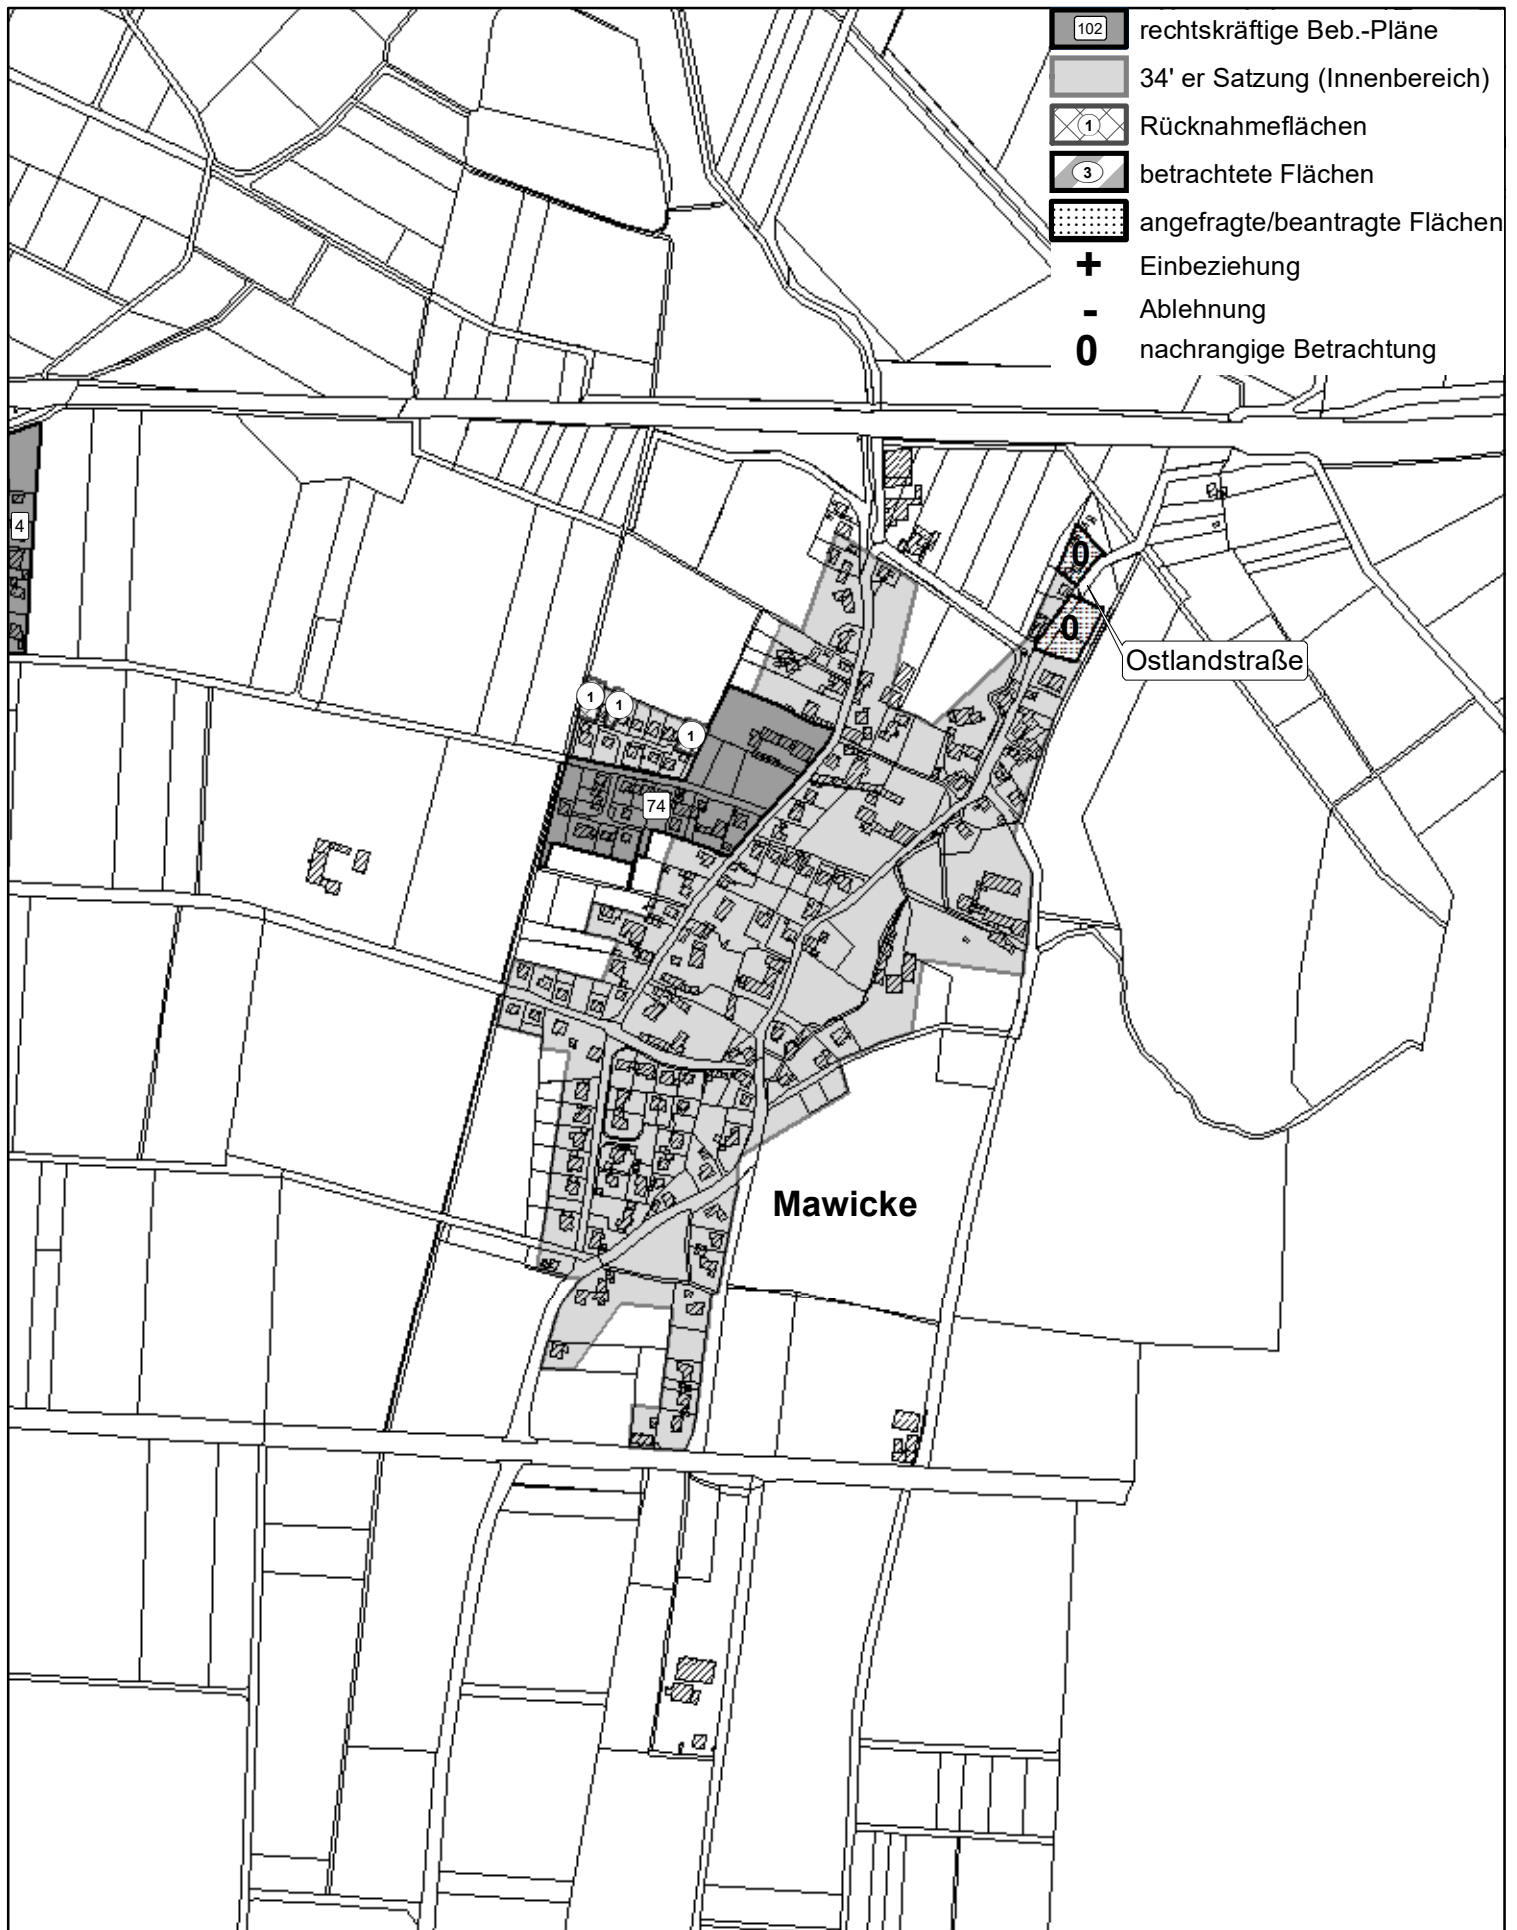 102 rechtskräftige Beb.-Pläne
34' er Satzung (Innenbereich)
1 Rücknahmeflächen
3 betrachtete Flächen
angefragte/beantragte Flächen
+ Einbeziehung
- Ablehnung
0 nachrangige Betrachtung
4
0
0
Ostlandstraße
1
1
1
74
Mawicke